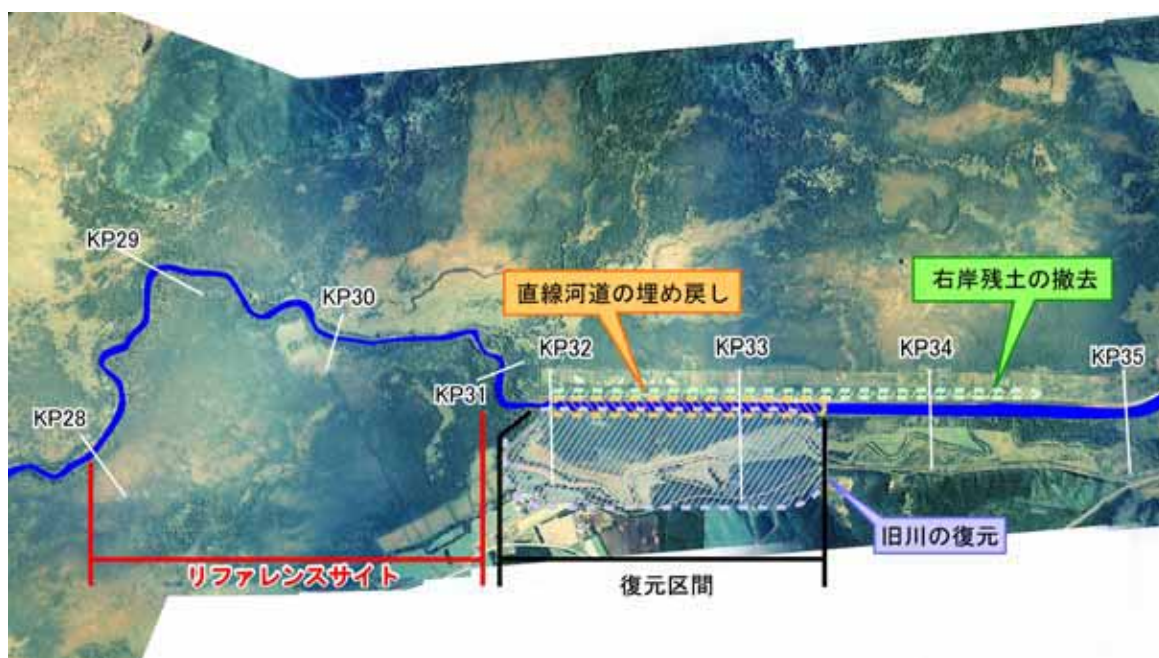 KP29
KP30
直線河道の埋め戻し
右岸残土の撤去
KP32
KP33
KP34
KP35
KP31
KP28
旧川の復元
リファレンスサイト
復元区間